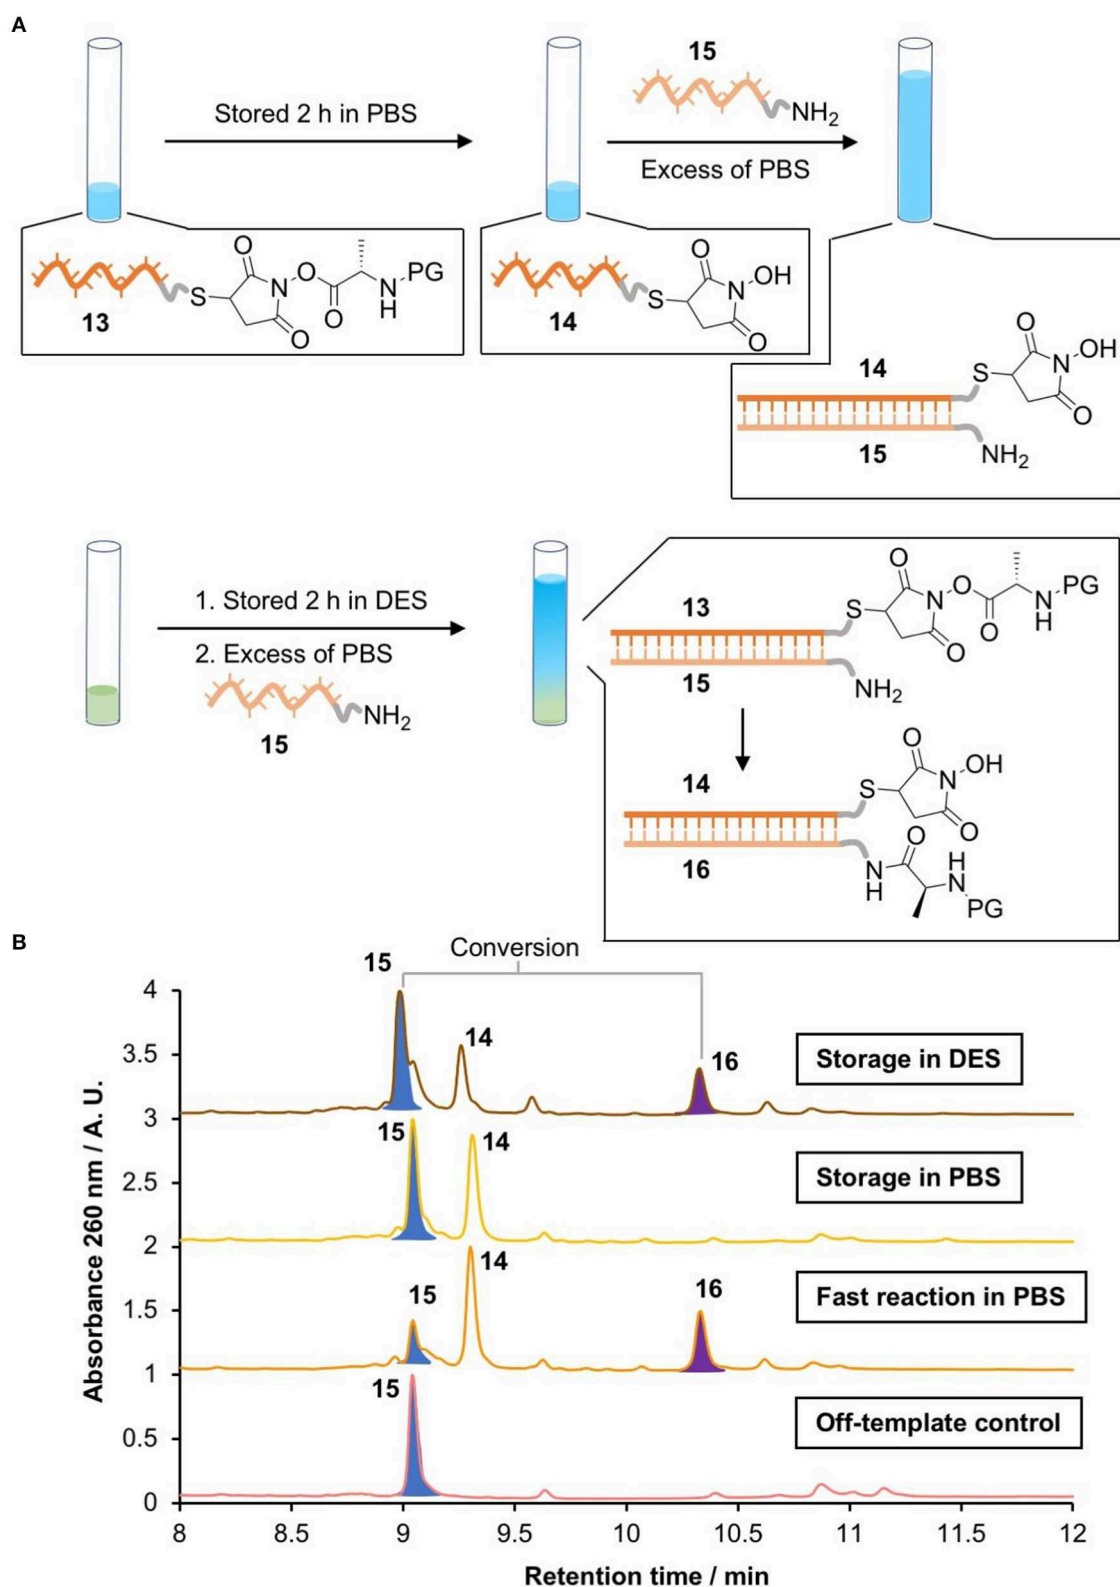 A
Stored 2 h in PBS
15
NH2
Excess of PBS
13
S
O
O
N
O
O
N
H
PG
14
S
O
O
N
OH
14
15
S
O
O
N
OH
NH2
1. Stored 2 h in DES
2. Excess of PBS
15
NH2
13
15
S
O
O
N
O
O
N
H
PG
NH2
14
16
S
O
O
N
OH
N
H
O
H
N
PG
B
Conversion
15
14
16
Storage in DES
15
14
Storage in PBS
15
14
16
Fast reaction in PBS
15
Off-template control
Absorbance 260 nm / A. U.
4
3.5
3
2.5
2
1.5
1
0.5
0
8 8.5 9 9.5 10 10.5 11 11.5 12
Retention time / min